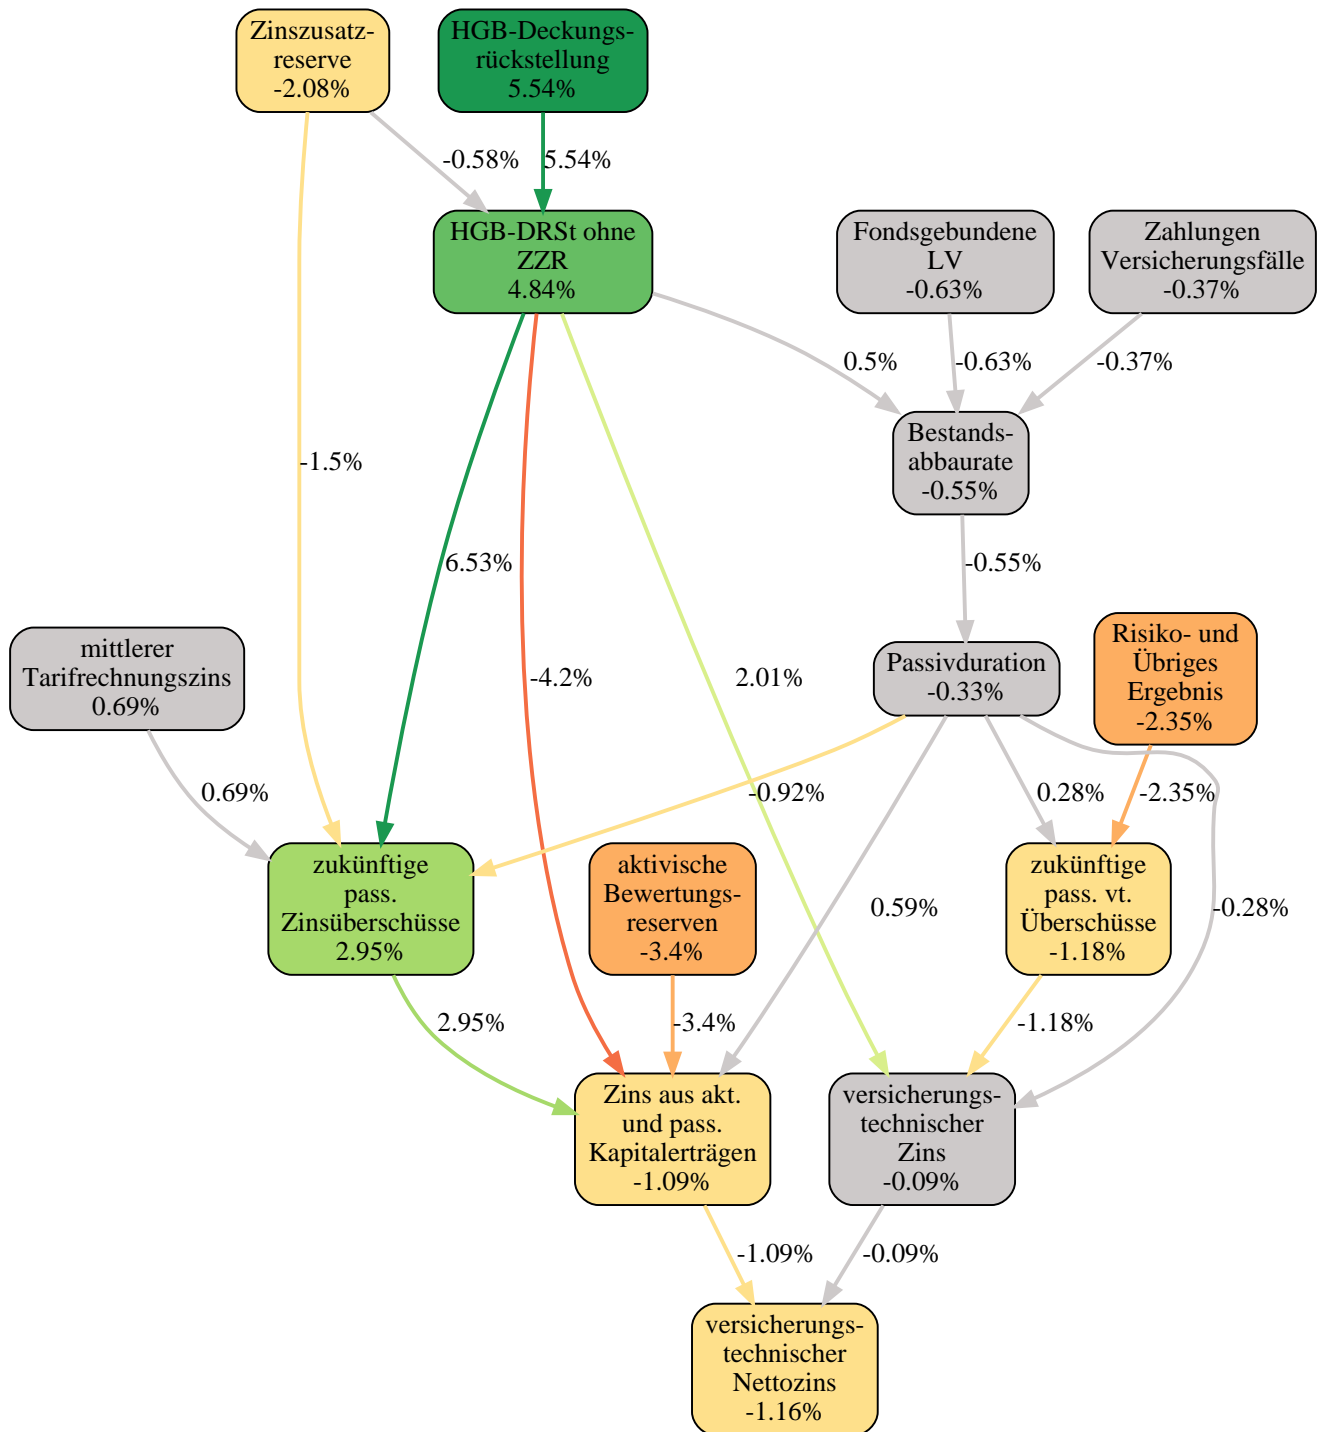 Zinszusatz-
reserve
-2.08%
HGB-Deckungs-
rückstellung
5.54%
-0.58%
5.54%
HGB-DRSt ohne
ZZR
4.84%
Fondsgebundene
LV
-0.63%
Zahlungen
Versicherungsfälle
-0.37%
0.5%
-0.63%
-0.37%
Bestands-
abbaurate
-0.55%
-1.5%
6.53%
-0.55%
mittlerer
Tarifrechnungszins
0.69%
-4.2%
2.01%
Passivduration
-0.33%
Risiko- und
Übriges
Ergebnis
-2.35%
0.69%
-0.92%
0.28%
-2.35%
zukünftige
pass.
Zinsüberschüsse
2.95%
aktivische
Bewertungs-
reserven
-3.4%
0.59%
zukünftige
pass. vt.
Überschüsse
-1.18%
-0.28%
2.95%
-3.4%
-1.18%
Zins aus akt.
und pass.
Kapitalerträgen
-1.09%
versicherungs-
technischer
Zins
-0.09%
-1.09%
-0.09%
versicherungs-
technischer
Nettozins
-1.16%